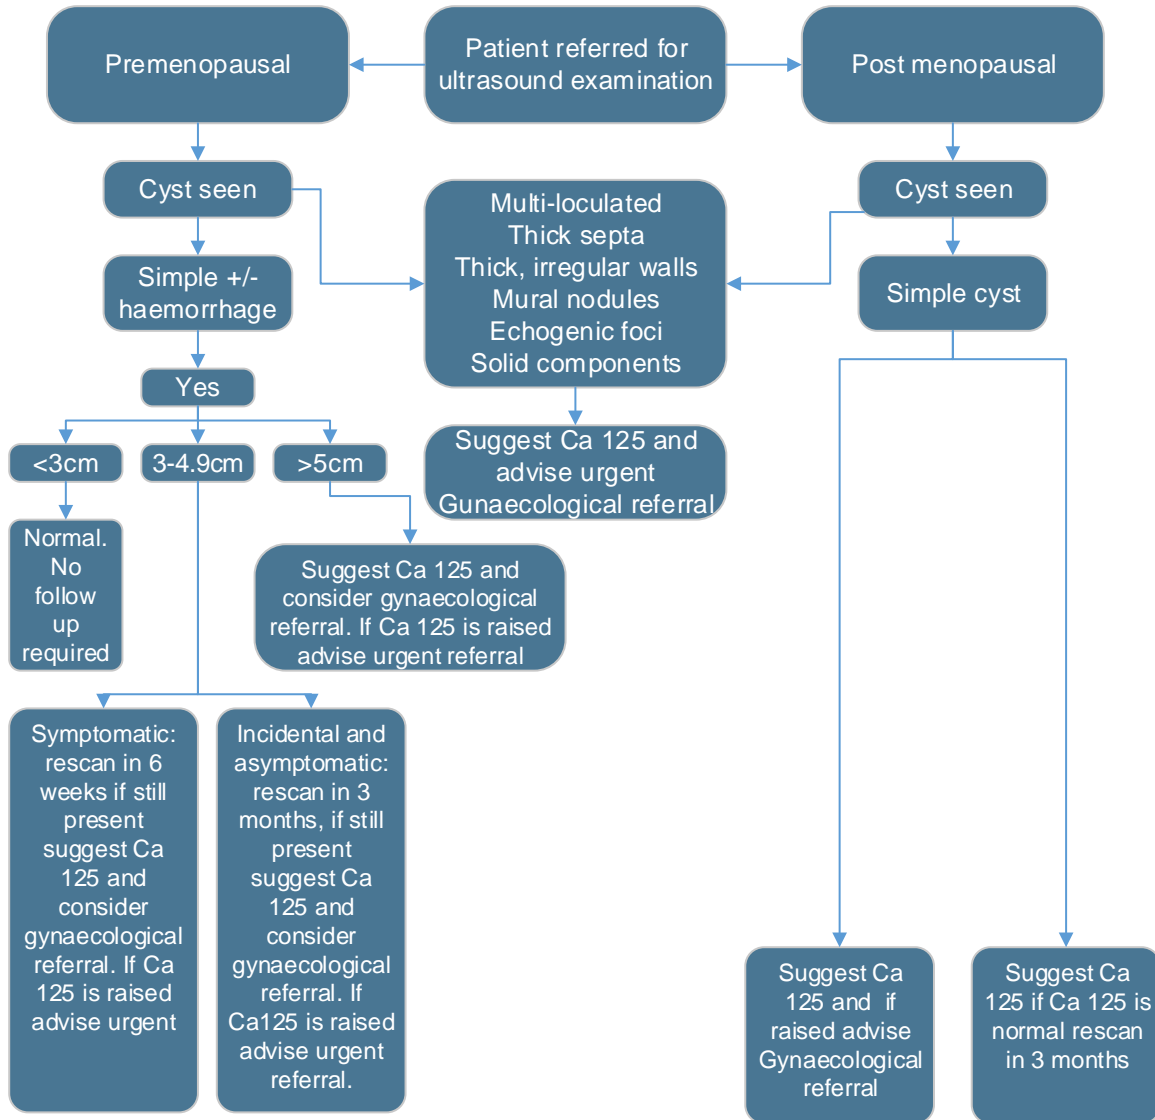 Premenopausal
Patient referred for
ultrasound examination
Post menopausal
Cyst seen
Cyst seen
Multi-loculated
Thick septa
Thick, irregular walls
Mural nodules
Echogenic foci
Solid components
Simple +/-
haemorrhage
Simple cyst
Yes
<3cm
3-4.9cm
>5cm
Suggest Ca 125 and
advise urgent
Gunaecological referral
Normal.
No
follow
up
required
Suggest Ca 125 and
consider gynaecological
referral. If Ca 125 is raised
advise urgent referral
Symptomatic:
rescan in 6
weeks if still
present
suggest Ca
125 and
consider
gynaecological
referral. If Ca
125 is raised
advise urgent
Incidental and
asymptomatic:
rescan in 3
months, if still
present
suggest Ca
125 and
consider
gynaecological
referral. If
Ca125 is raised
advise urgent
referral.
Suggest Ca
125 and if
raised advise
Gynaecological
referral
Suggest Ca
125 if Ca 125 is
normal rescan
in 3 months